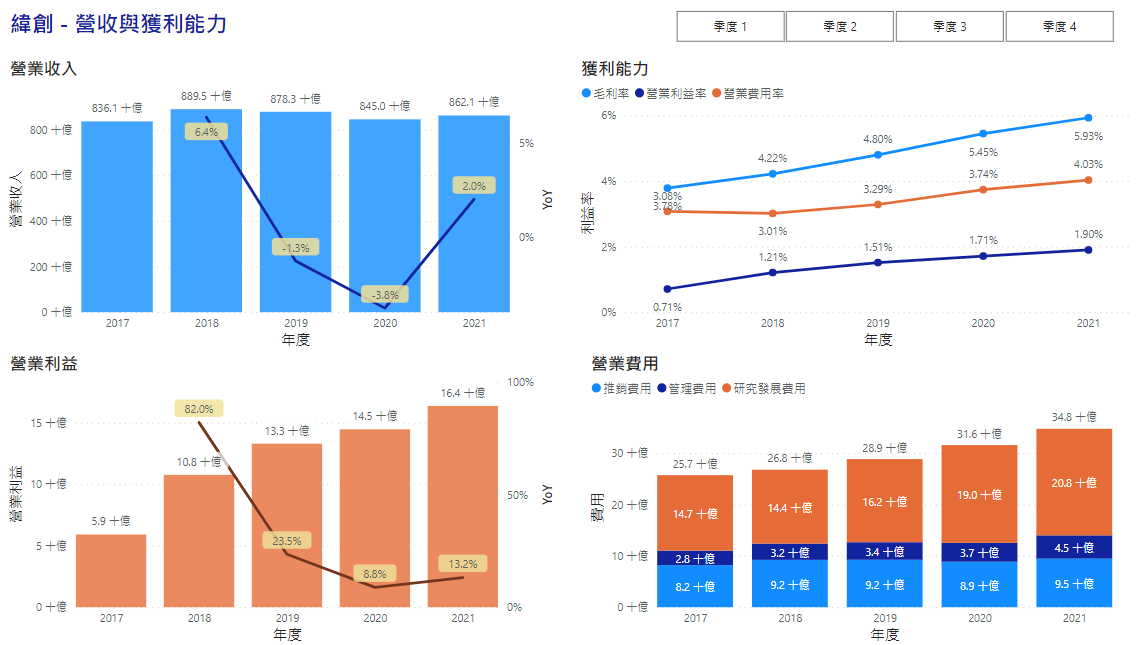 緯創 - 營收與獲利能力
季度 1
季度 2
季度 3
季度 4
營業收入
836.1 十億
889.5 十億
878.3 十億
845.0 十億
862.1 十億
6.4%
-1.3%
-3.8%
2.0%
800 十億
600 十億
400 十億
200 十億
0 十億
營業收入
5%
0%
YoY
2017
2018
2019
2020
2021
年度
獲利能力
毛利率
營業利益率
營業費用率
6%
4%
2%
0%
利益率
3.08%
3.78%
4.22%
4.80%
5.45%
5.93%
3.01%
3.29%
3.74%
4.03%
0.71%
1.21%
1.51%
1.71%
1.90%
2017
2018
2019
2020
2021
年度
營業利益
5.9 十億
10.8 十億
13.3 十億
14.5 十億
16.4 十億
82.0%
23.5%
8.8%
13.2%
15 十億
10 十億
5 十億
0 十億
營業利益
100%
50%
0%
YoY
2017
2018
2019
2020
2021
年度
營業費用
推銷費用
管理費用
研究發展費用
30 十億
20 十億
10 十億
0 十億
費用
25.7 十億
26.8 十億
28.9 十億
31.6 十億
34.8 十億
14.7 十億
14.4 十億
16.2 十億
19.0 十億
20.8 十億
2.8 十億
3.2 十億
3.4 十億
3.7 十億
4.5 十億
8.2 十億
9.2 十億
9.2 十億
8.9 十億
9.5 十億
2017
2018
2019
2020
2021
年度